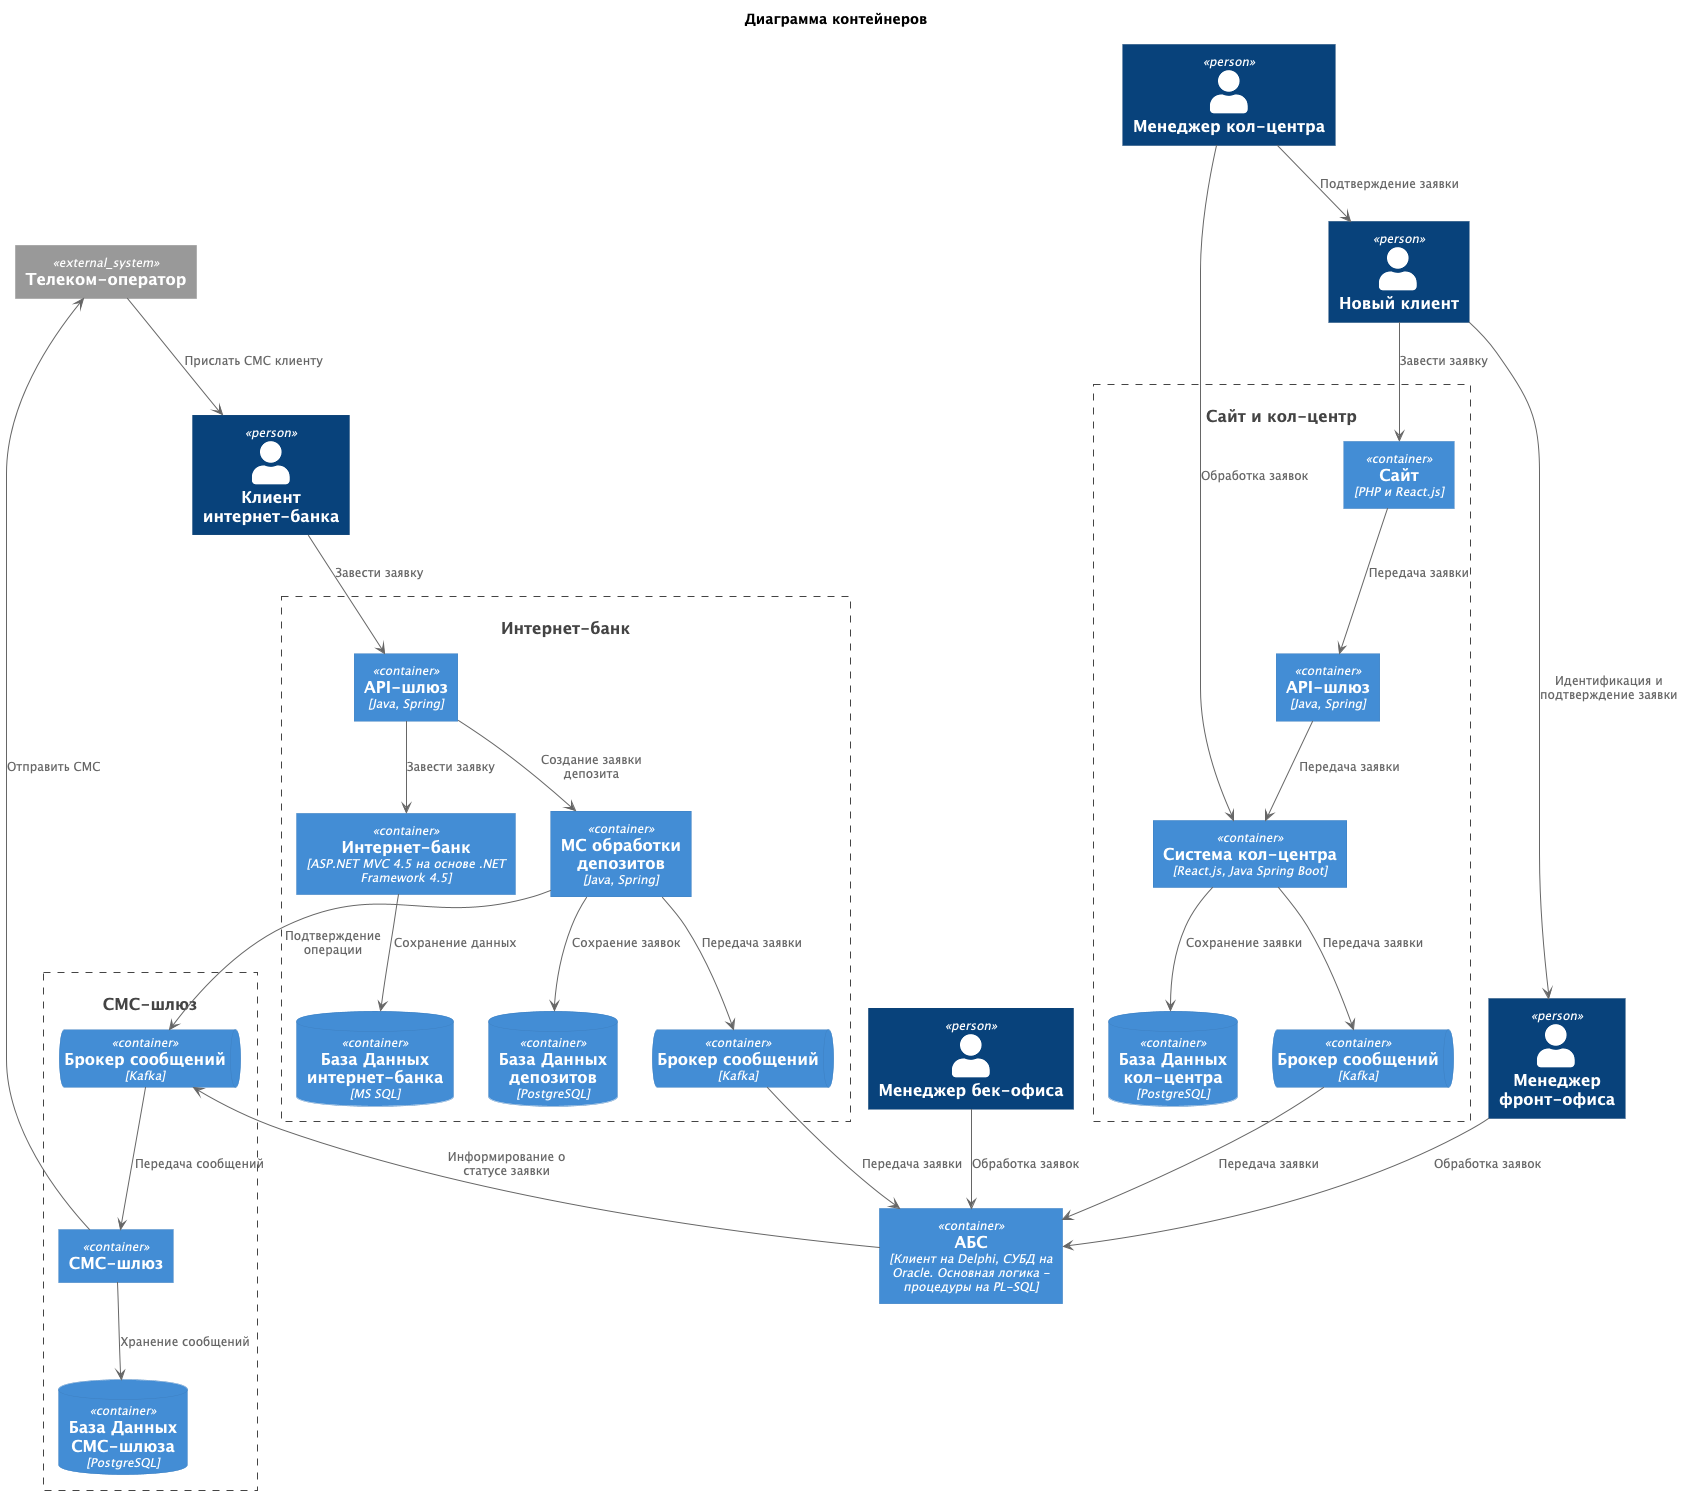 Диаграмма контейнеров
«person»
Менеджер кол-центра
Подтверждение заявки
«person»
Новый клиент
«external_system»
Телеком-оператор
Прислать СМС клиенту
Завести заявку
«person»
Клиент
интернет-банка
Сайт и кол-центр
«container»
Сайт
[PHP и React.js]
Обработка заявок
Завести заявку
Передача заявки
Интернет-банк
«container»
API-шлюз
[Java, Spring]
«container»
API-шлюз
[Java, Spring]
Идентификация и
подтверждение заявки
Отправить СМС
Завести заявку
Создание заявки
депозита
Передача заявки
«container»
Интернет-банк
[ASP.NET MVC 4.5 на основе .NET
Framework 4.5]
«container»
МС обработки
депозитов
[Java, Spring]
«container»
Система кол-центра
[React.js, Java Spring Boot]
Подтверждение
операции
Сохранение данных
Сохраение заявок
Передача заявки
Сохранение заявки
Передача заявки
СМС-шлюз
«container»
Брокер сообщений
[Kafka]
«container»
База Данных
интернет-банка
[MS SQL]
«container»
База Данных
депозитов
[PostgreSQL]
«container»
Брокер сообщений
[Kafka]
«person»
Менеджер бек-офиса
«container»
База Данных
кол-центра
[PostgreSQL]
«container»
Брокер сообщений
[Kafka]
«person»
Менеджер
фронт-офиса
Передача сообщений
Информирование о
статусе заявки
Передача заявки
Обработка заявок
Передача заявки
Обработка заявок
«container»
СМС-шлюз
«container»
АБС
[Клиент на Delphi, СУБД на
Oracle. Основная логика -
процедуры на PL-SQL]
Хранение сообщений
«container»
База Данных
СМС-шлюза
[PostgreSQL]